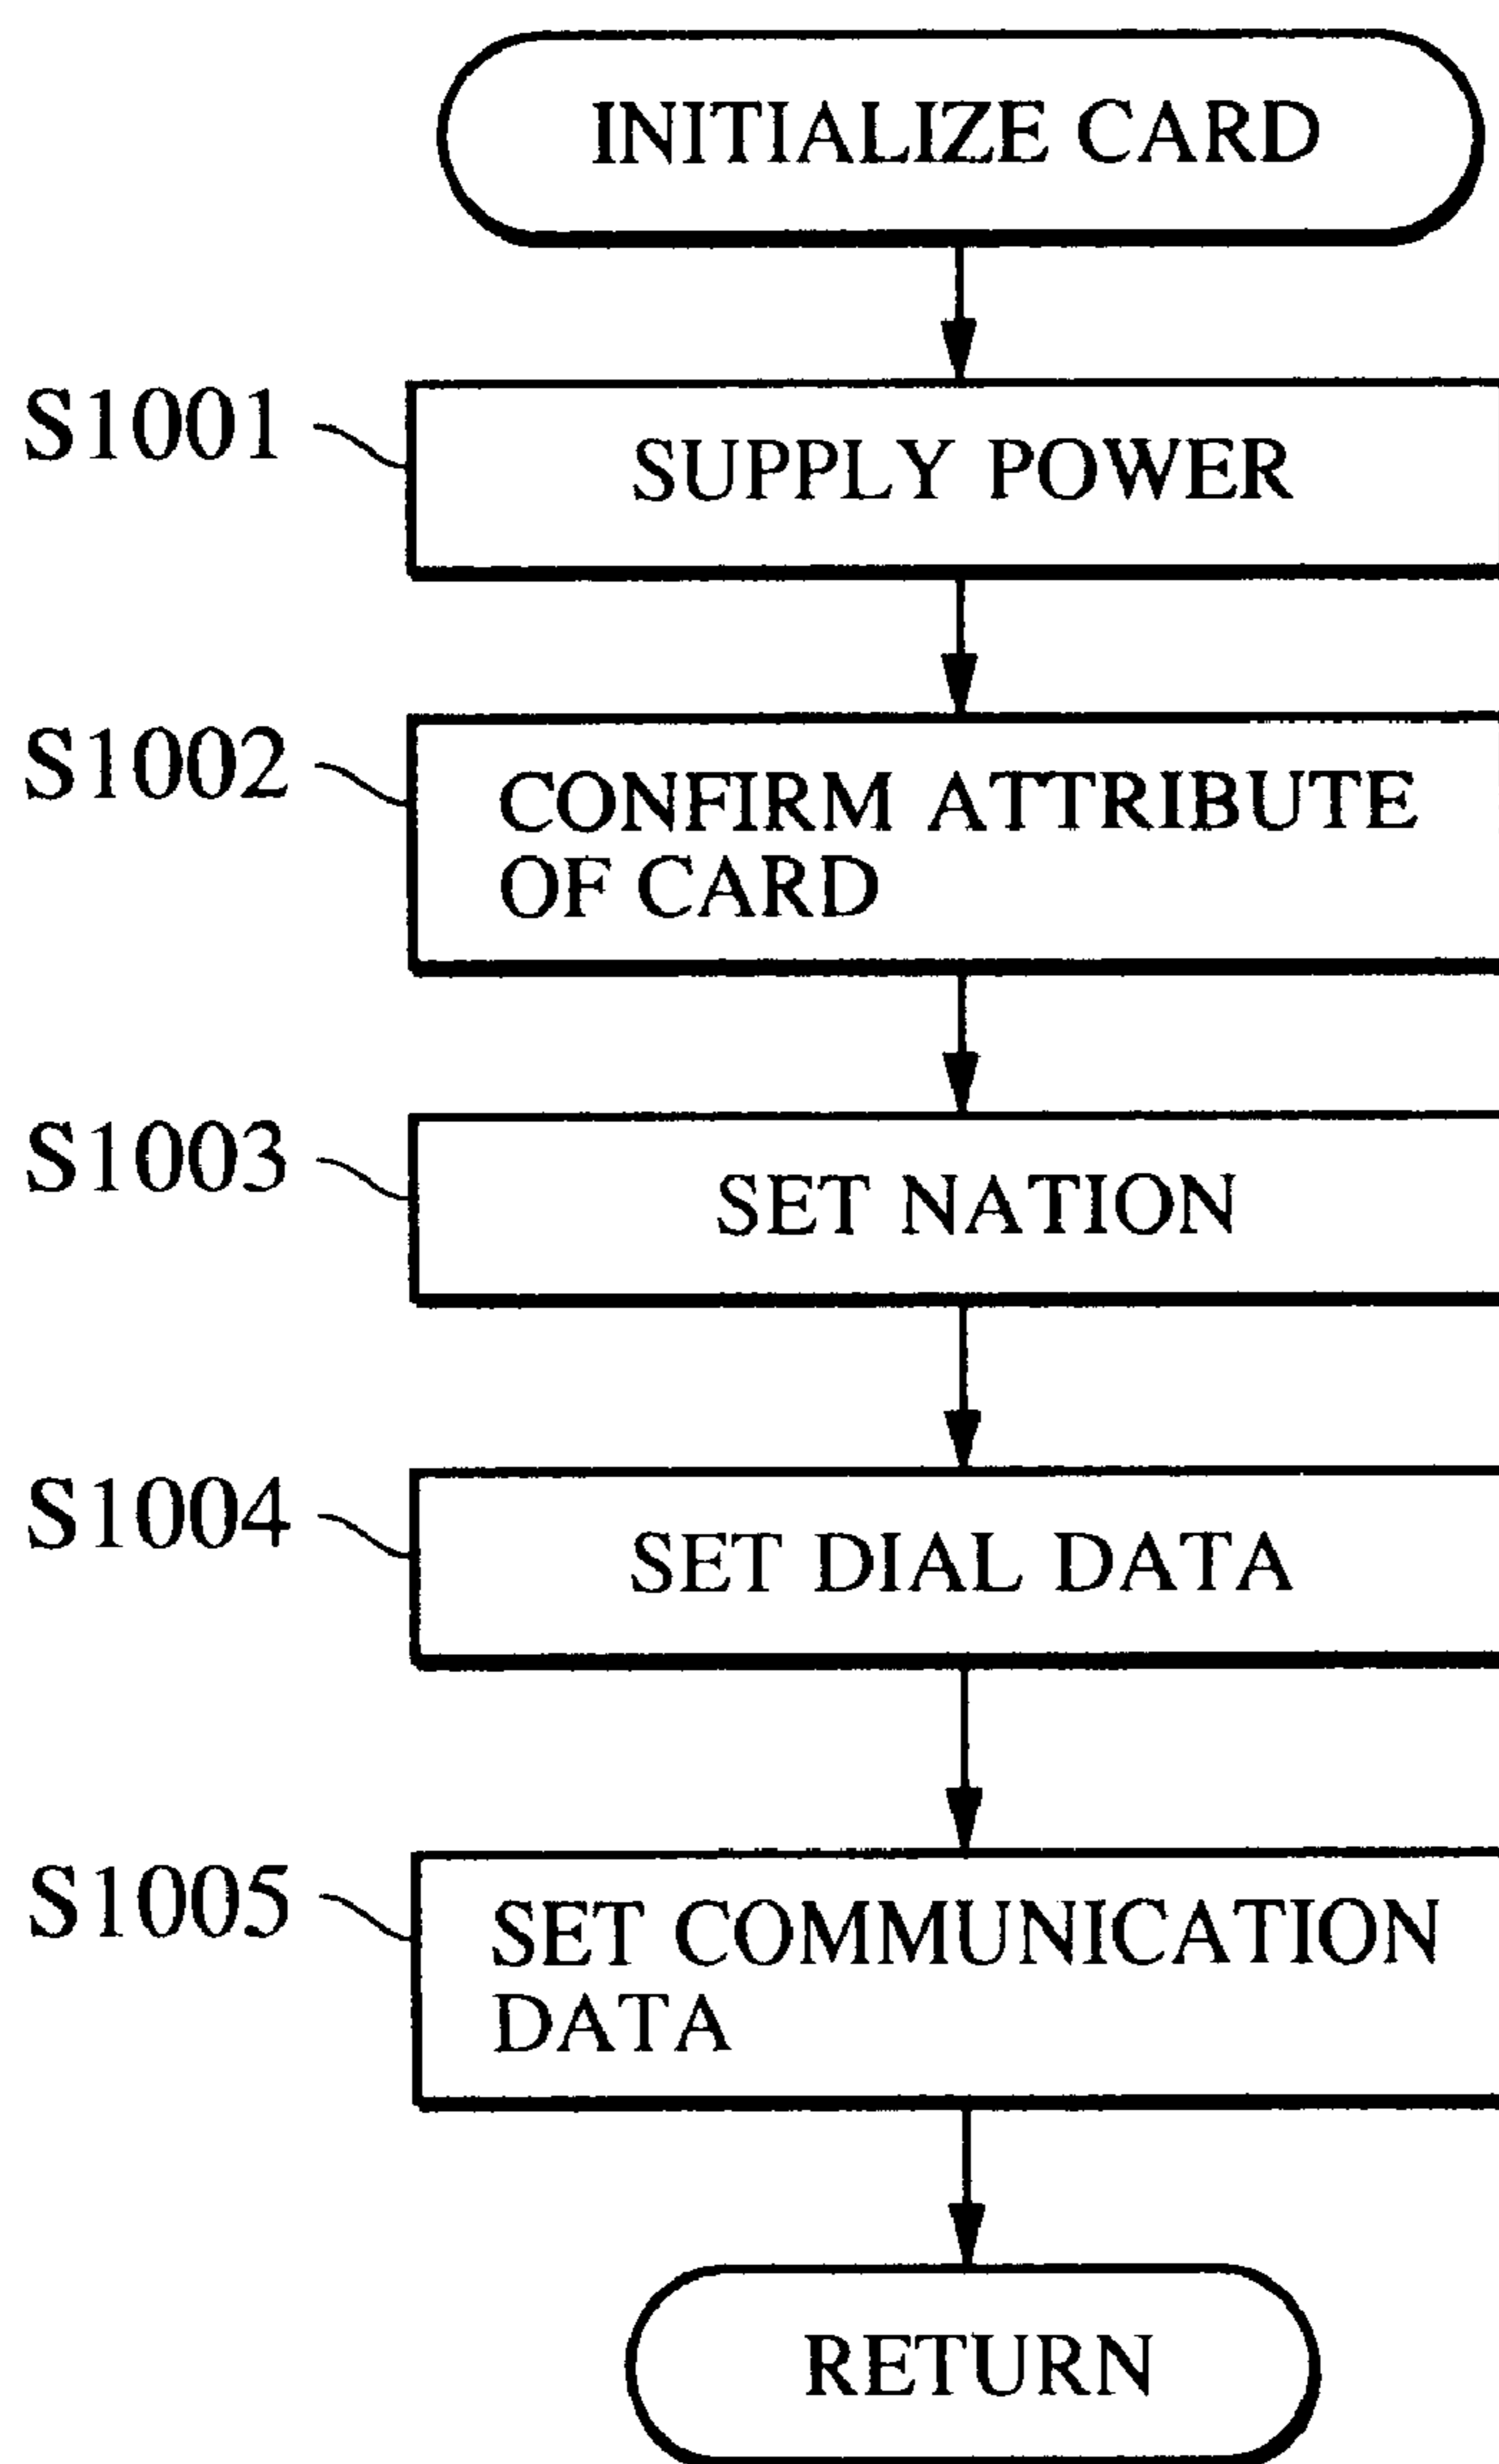 INITIALIZE CARD
S1001
SUPPLY POWER
S1002
CONFIRM ATTRIBUTE
OF CARD
S1003
SET NATION
S1004
SET DIAL DATA
S1005
SET COMMUNICATION
DATA
RETURN